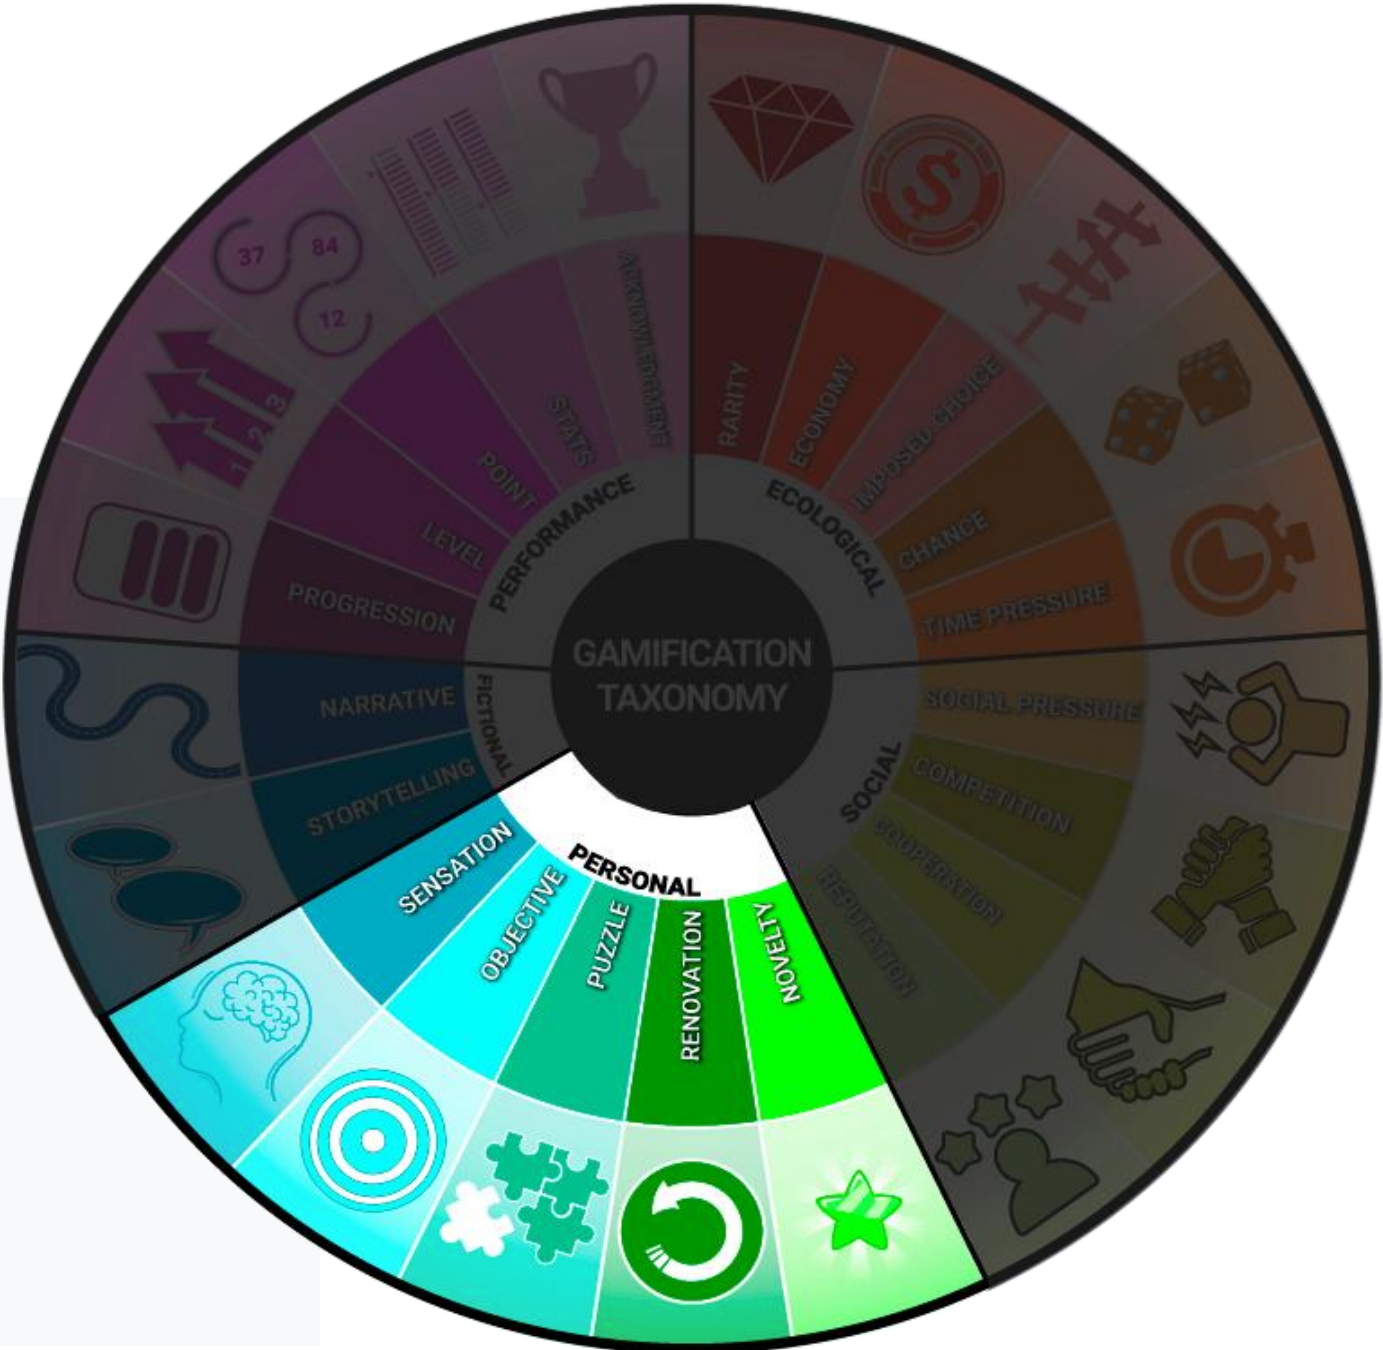 GAMIFICATION
TAXONOMY
PERFORMANCE
ACKNOWLEDGMENT
STATS
POINT
LEVEL
PROGRESSION
37
84
12
1 2 3
ECOLOGICAL
RARITY
ECONOMY
$
IMPOSED CHOICE
CHANCE
TIME PRESSURE
SOCIAL
SOCIAL PRESSURE
COMPETITION
COOPERATION
REPUTATION
PERSONAL
NOVELTY
RENOVATION
PUZZLE
OBJECTIVE
SENSATION
FICTIONAL
STORYTELLING
NARRATIVE